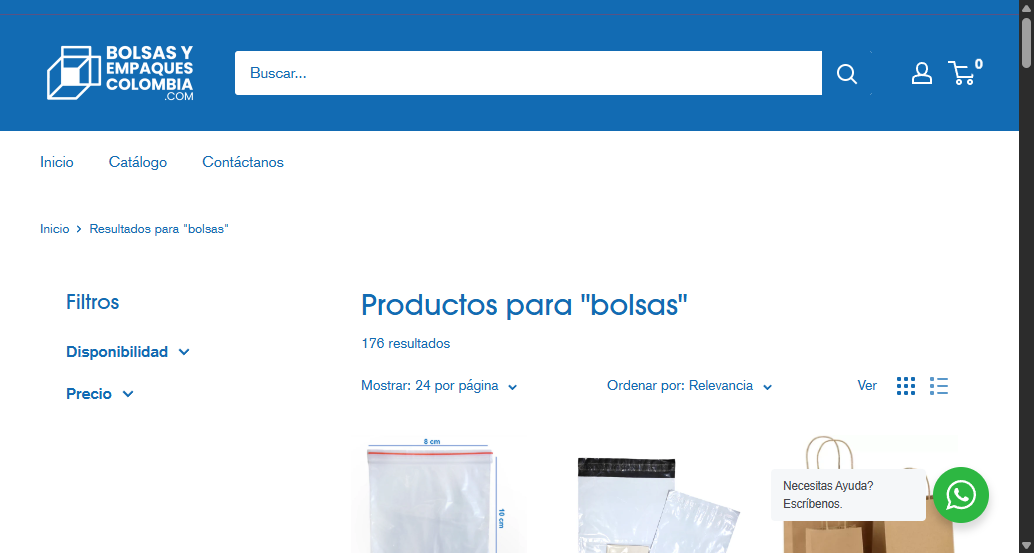 BOLSAS Y
EMPAQUES
COLOMBIA
.COM
Buscar...
0
Inicio
Catálogo
Contáctanos
Inicio > Resultados para "bolsas"
Filtros
Disponibilidad
Precio
Productos para "bolsas"
176 resultados
Mostrar: 24 por página
Ordenar por: Relevancia
Ver
8 cm
10 cm
Necesitas Ayuda?
Escríbenos.